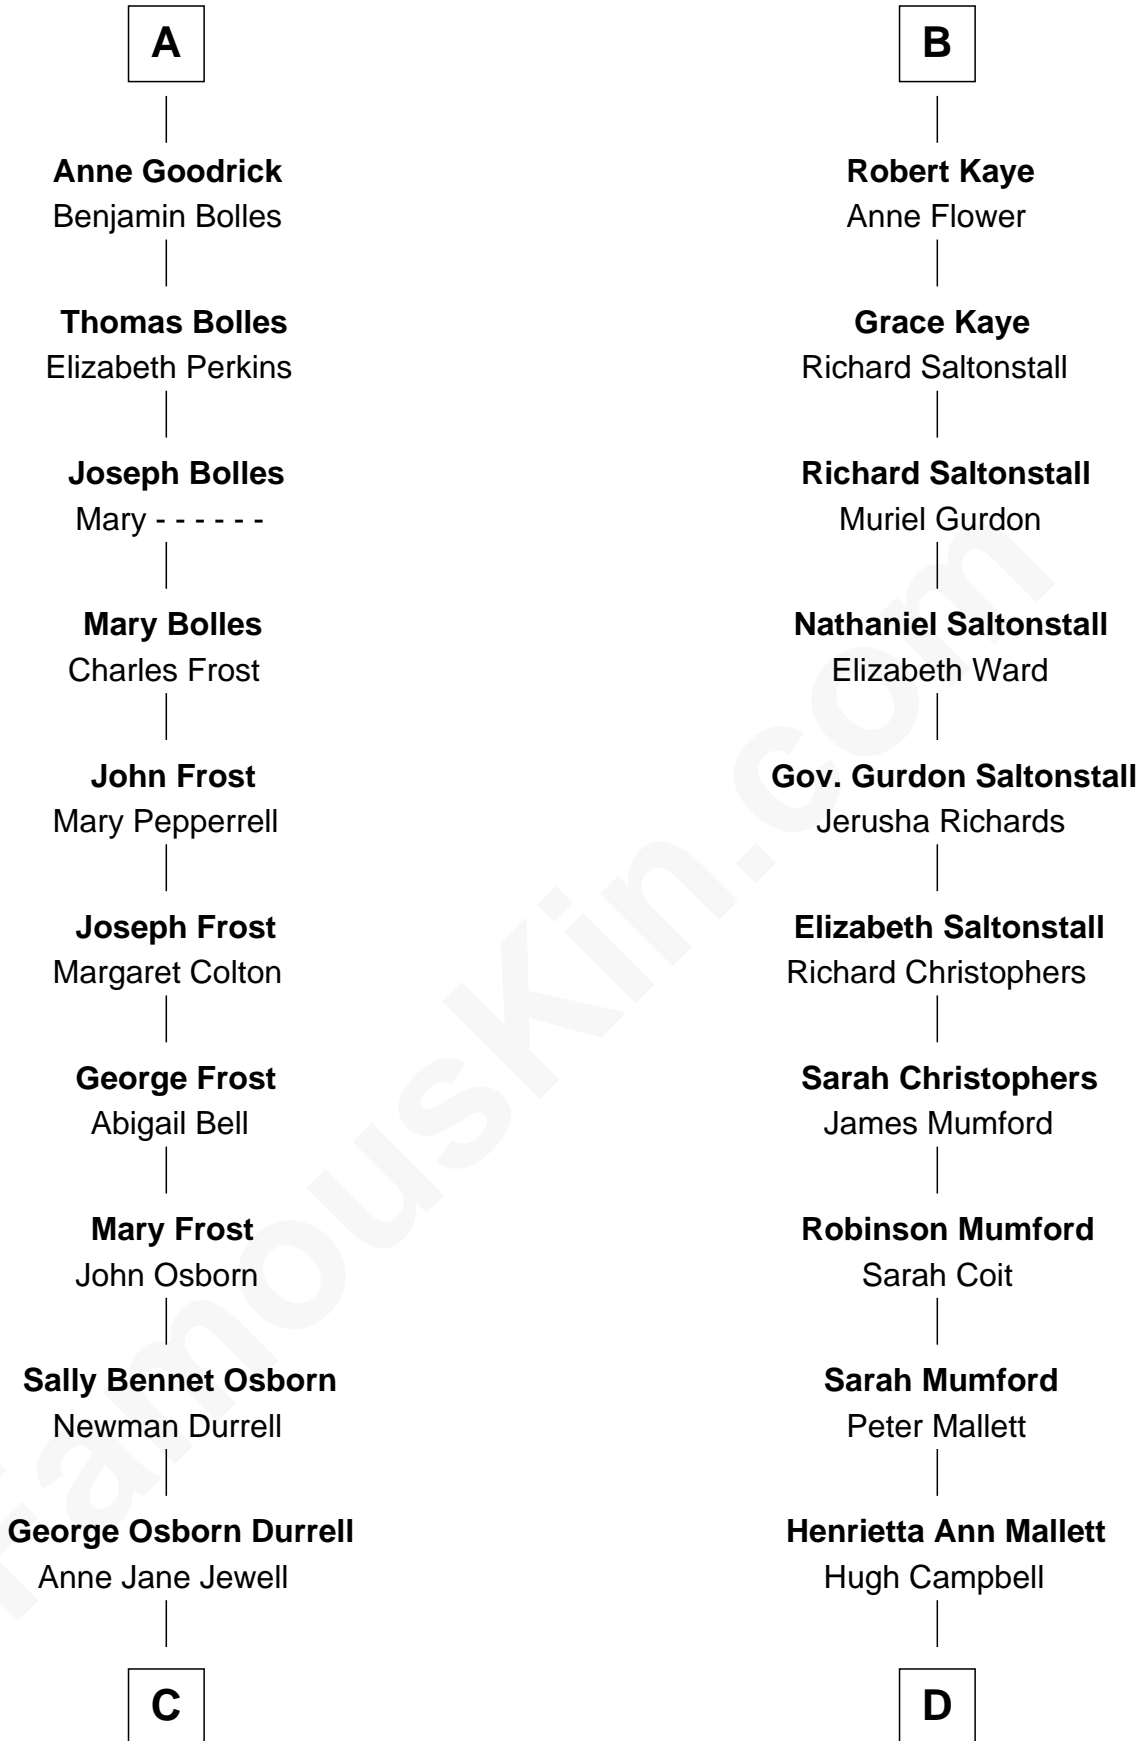 A
Anne Goodrick
Benjamin Bolles
Thomas Bolles
Elizabeth Perkins
Joseph Bolles
Mary - - - - - -
Mary Bolles
Charles Frost
John Frost
Mary Pepperrell
Joseph Frost
Margaret Colton
George Frost
Abigail Bell
Mary Frost
John Osborn
Sally Bennet Osborn
Newman Durrell
George Osborn Durrell
Anne Jane Jewell
C
B
Robert Kaye
Anne Flower
Grace Kaye
Richard Saltonstall
Richard Saltonstall
Muriel Gurdon
Nathaniel Saltonstall
Elizabeth Ward
Gov. Gurdon Saltonstall
Jerusha Richards
Elizabeth Saltonstall
Richard Christophers
Sarah Christophers
James Mumford
Robinson Mumford
Sarah Coit
Sarah Mumford
Peter Mallett
Henrietta Ann Mallett
Hugh Campbell
D
FamousKin.com